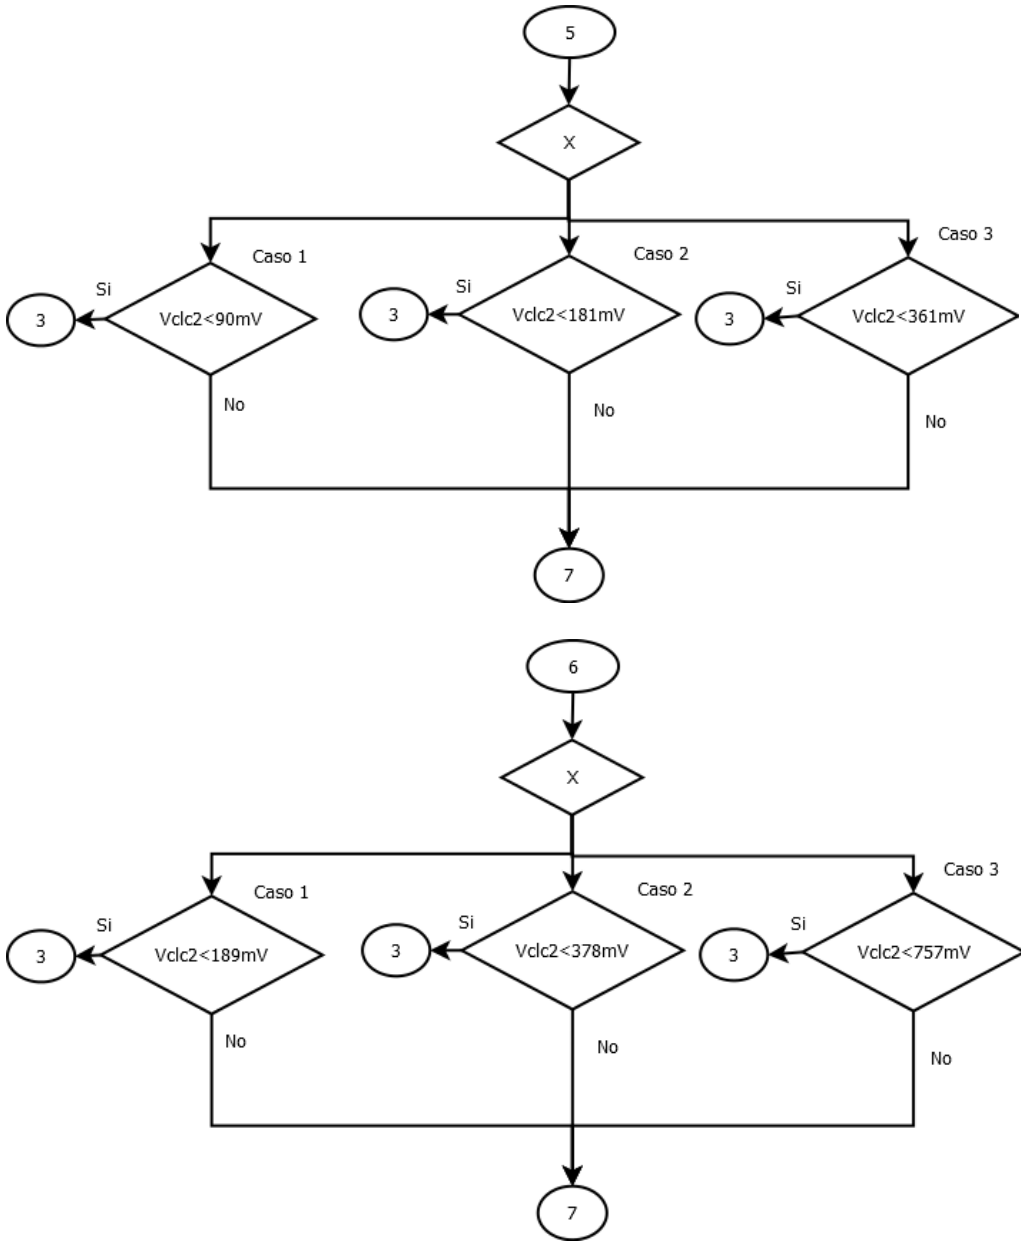 5
X
Caso 1
Caso 2
Caso 3
Si
Si
Si
3
Vclc2<90mV
3
Vclc2<181mV
3
Vclc2<361mV
No
No
No
7
6
X
Caso 1
Caso 2
Caso 3
Si
Si
Si
3
Vclc2<189mV
3
Vclc2<378mV
3
Vclc2<757mV
No
No
No
7